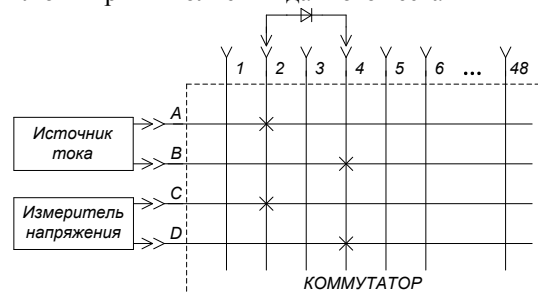 1 2 3 4 5 6 ... 48
A
Источник
тока
B
C
Измеритель
напряжения
D
КОММУТАТОР